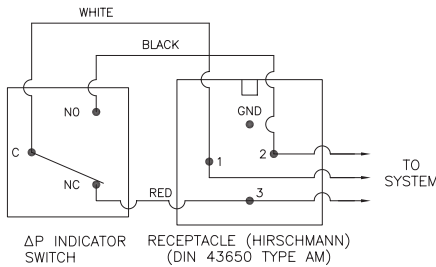 WHITE
BLACK
NO
GND
C
1
2
NC
RED
3
TO
SYSTEM
ΔP INDICATOR
SWITCH
RECEPTACLE (HIRSCHMANN)
(DIN 43650 TYPE AM)